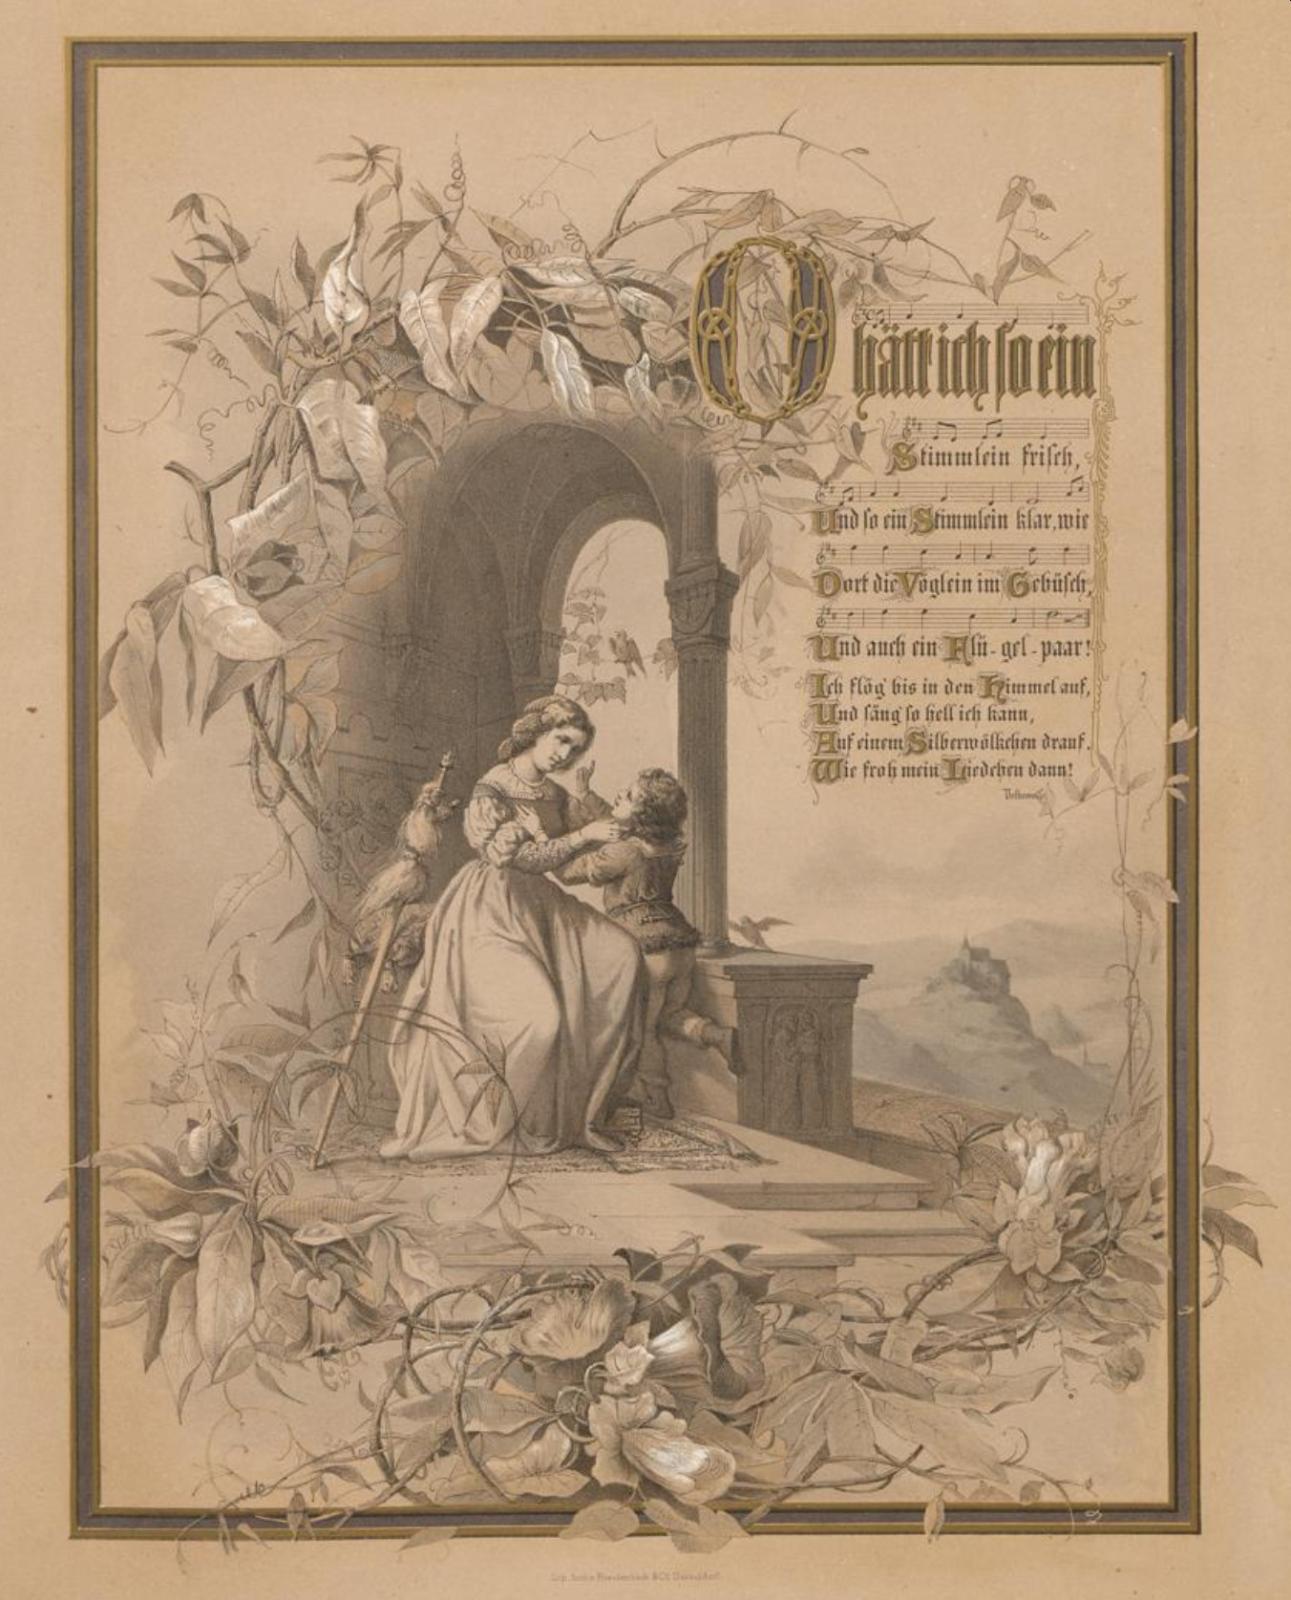 O hätt ich so ein
Stimmlein frisch,
Und so ein Stimmlein klar, wie
Dort die Vöglein im Gebüsch,
Und auch ein Flü-gel-paar!
Ich flög' bis in den Himmel auf,
Und säng' so hell ich kann,
Auf einem Silberwölkchen drauf.
Wie froh mein Liedchen dann!
Lith. Düsseldorf.